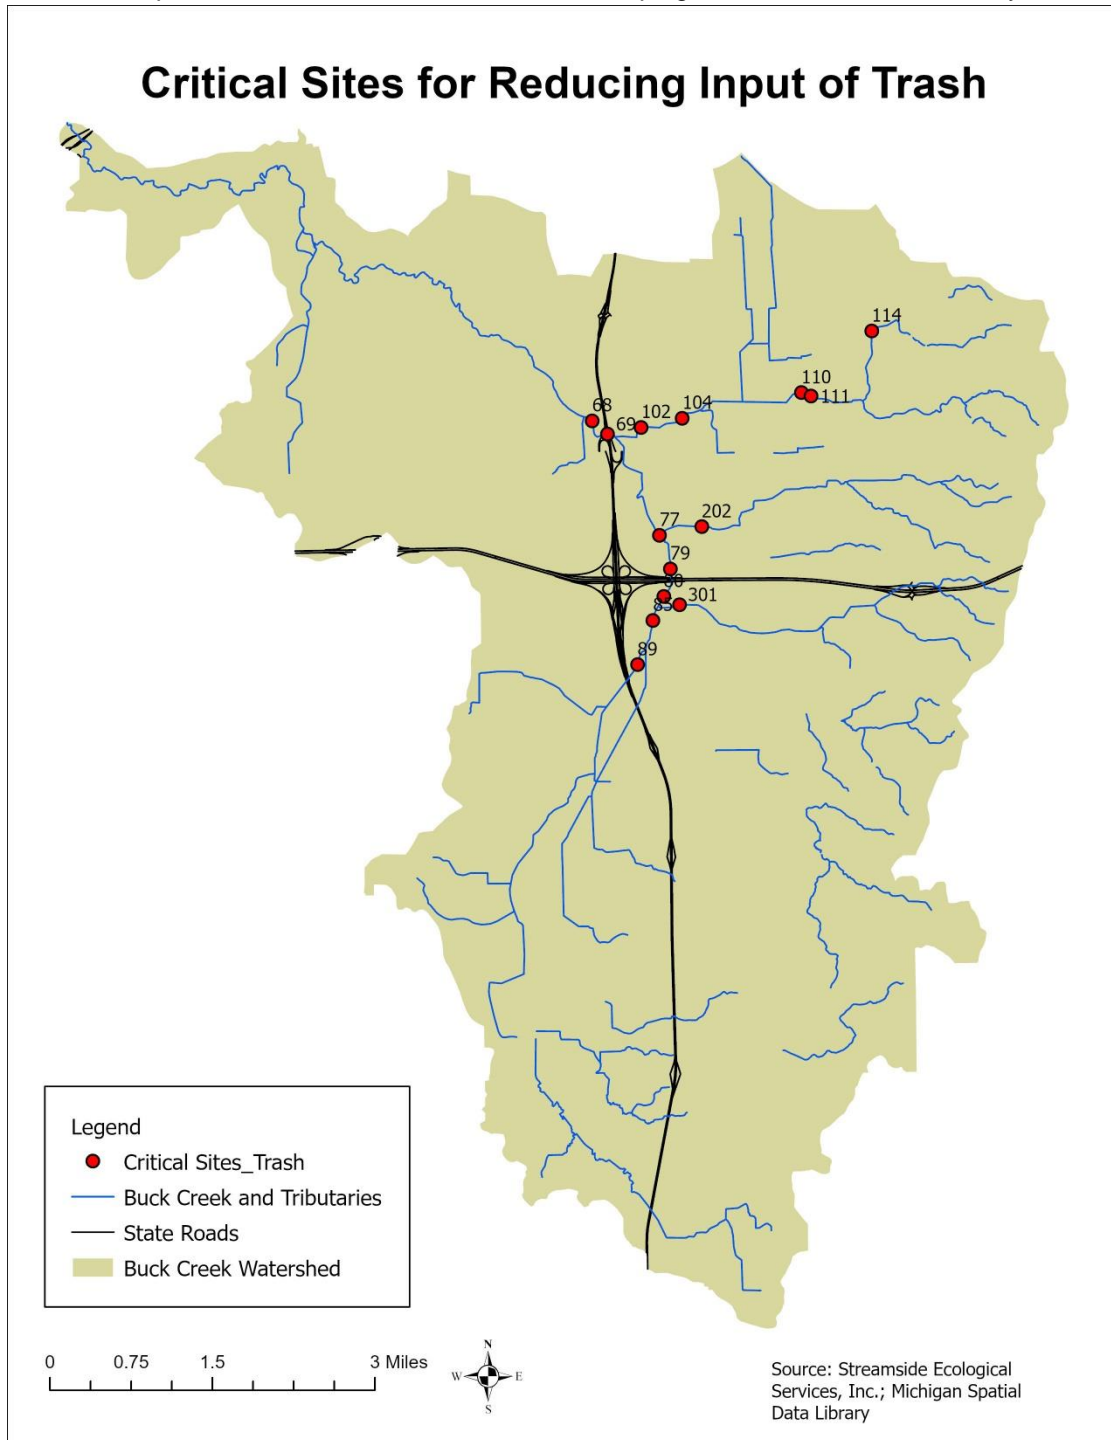 Critical Sites for Reducing Input of Trash
114
110
111
68
69
102
104
77
202
79
80
301
85
89
Legend
Critical Sites_Trash
Buck Creek and Tributaries
State Roads
Buck Creek Watershed
0 0.75 1.5 3 Miles
N
W E
S
Source: Streamside Ecological
Services, Inc.; Michigan Spatial
Data Library